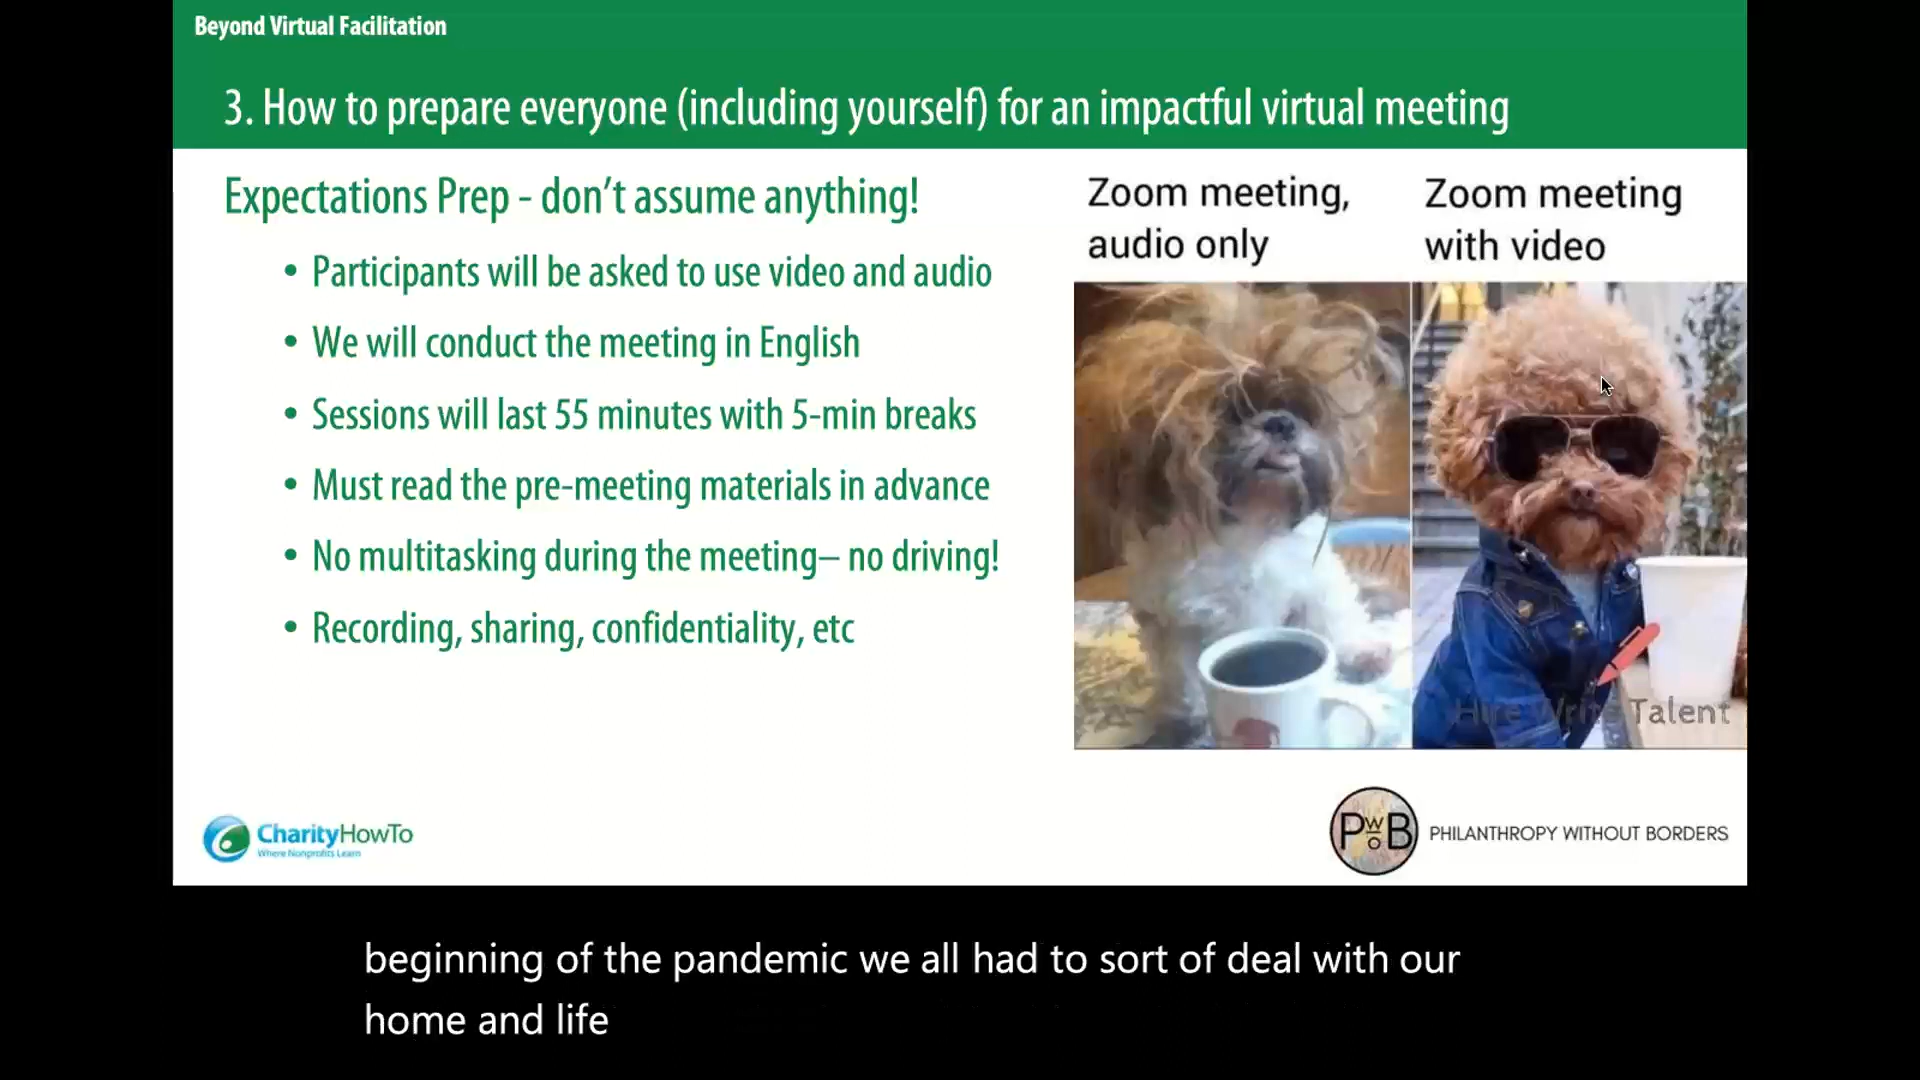 Beyond Virtual Facilitation
3. How to prepare everyone (including yourself) for an impactful virtual meeting
Expectations Prep - don't assume anything!
• Participants will be asked to use video and audio
• We will conduct the meeting in English
• Sessions will last 55 minutes with 5-min breaks
• Must read the pre-meeting materials in advance
• No multitasking during the meeting– no driving!
• Recording, sharing, confidentiality, etc
Zoom meeting,
audio only
Zoom meeting
with video
Hire Write Talent
CharityHowTo
Where Nonprofits Learn
PWOB
PHILANTHROPY WITHOUT BORDERS
beginning of the pandemic we all had to sort of deal with our
home and life